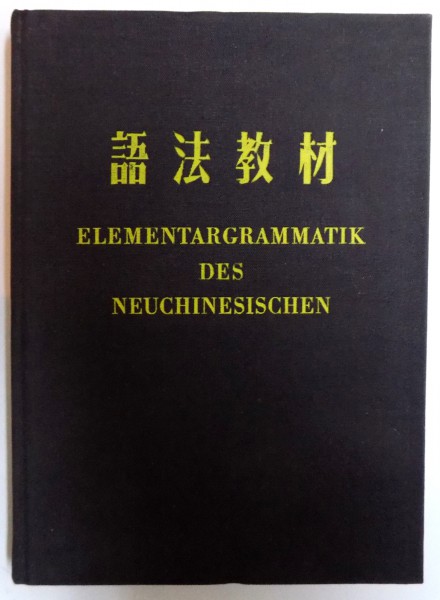 語法教材
ELEMENTARGRAMMATIK
DES
NEUCHINESISCHEN